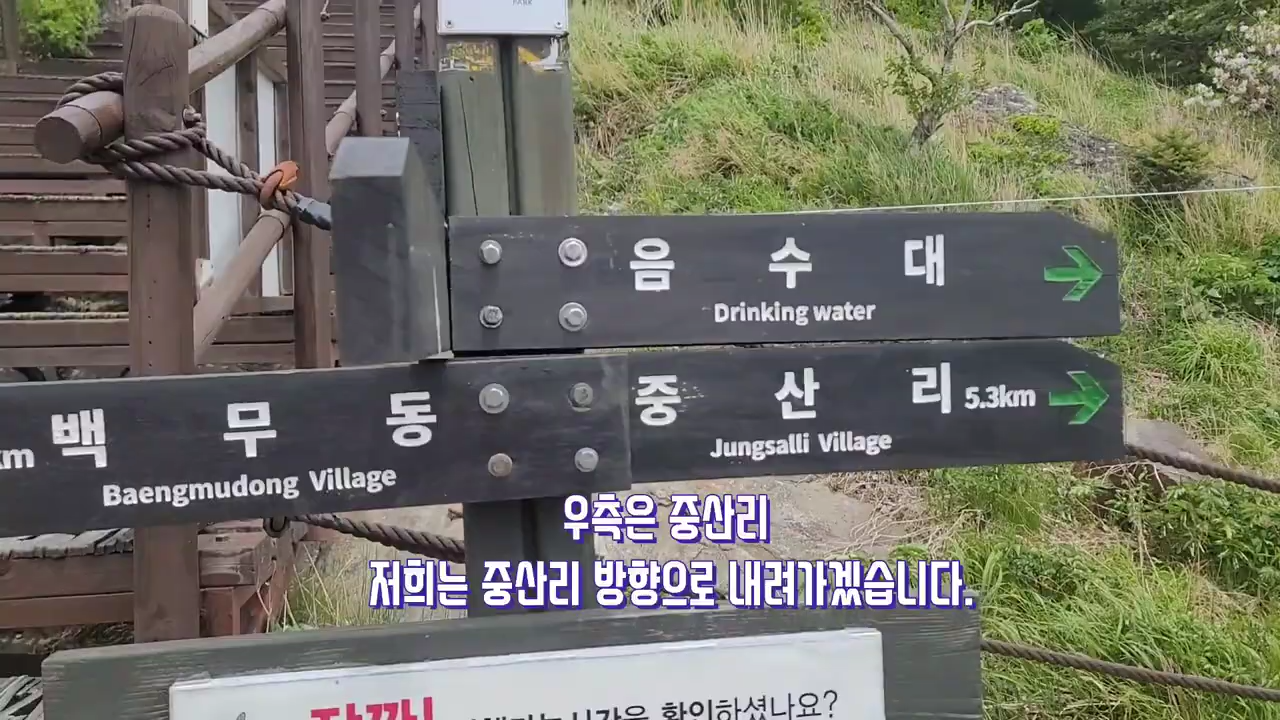 PARK
음수대
Drinking water
백무동
Baengmudong Village
중산리 5.3km
Jungsalli Village
우측은 중산리
저희는 중산리 방향으로 내려가겠습니다.
확인하셨나요?